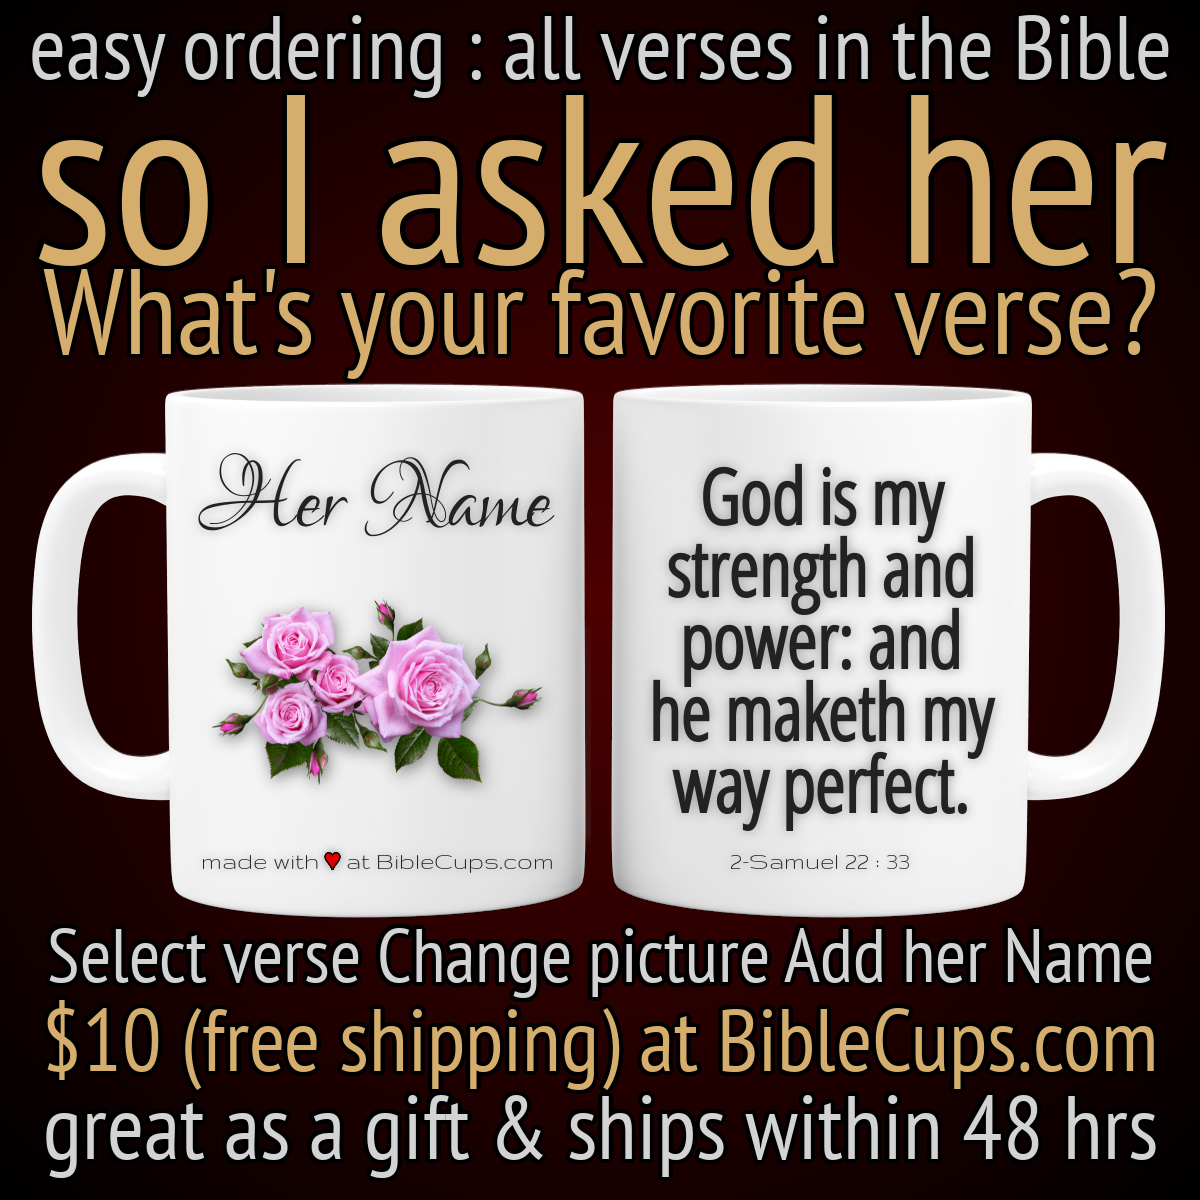 easy ordering : all verses in the Bible
so I asked her
What's your favorite verse?
Her Name
made with at BibleCups.com
God is my
strength and
power: and
he maketh my
way perfect.
2-Samuel 22 : 33
Select verse Change picture Add her Name
$10 (free shipping) at BibleCups.com
great as a gift & ships within 48 hrs